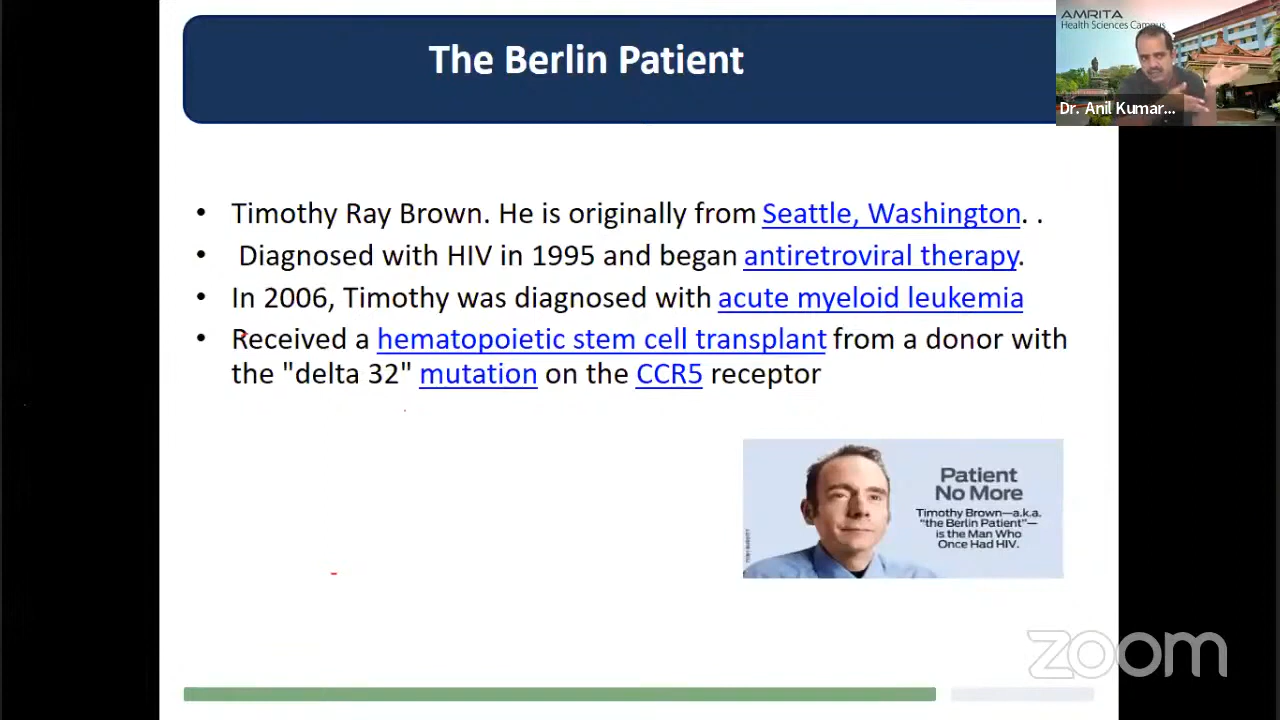 The Berlin Patient
AMRITA
Health Sciences Campus
Dr. Anil Kumar...
• Timothy Ray Brown. He is originally from Seattle, Washington. .
• Diagnosed with HIV in 1995 and began antiretroviral therapy.
• In 2006, Timothy was diagnosed with acute myeloid leukemia
• Received a hematopoietic stem cell transplant from a donor with
the "delta 32" mutation on the CCR5 receptor
Patient
No More
Timothy Brown—a.k.a.
"the Berlin Patient"—
is the Man Who
Once Had HIV.
zoom